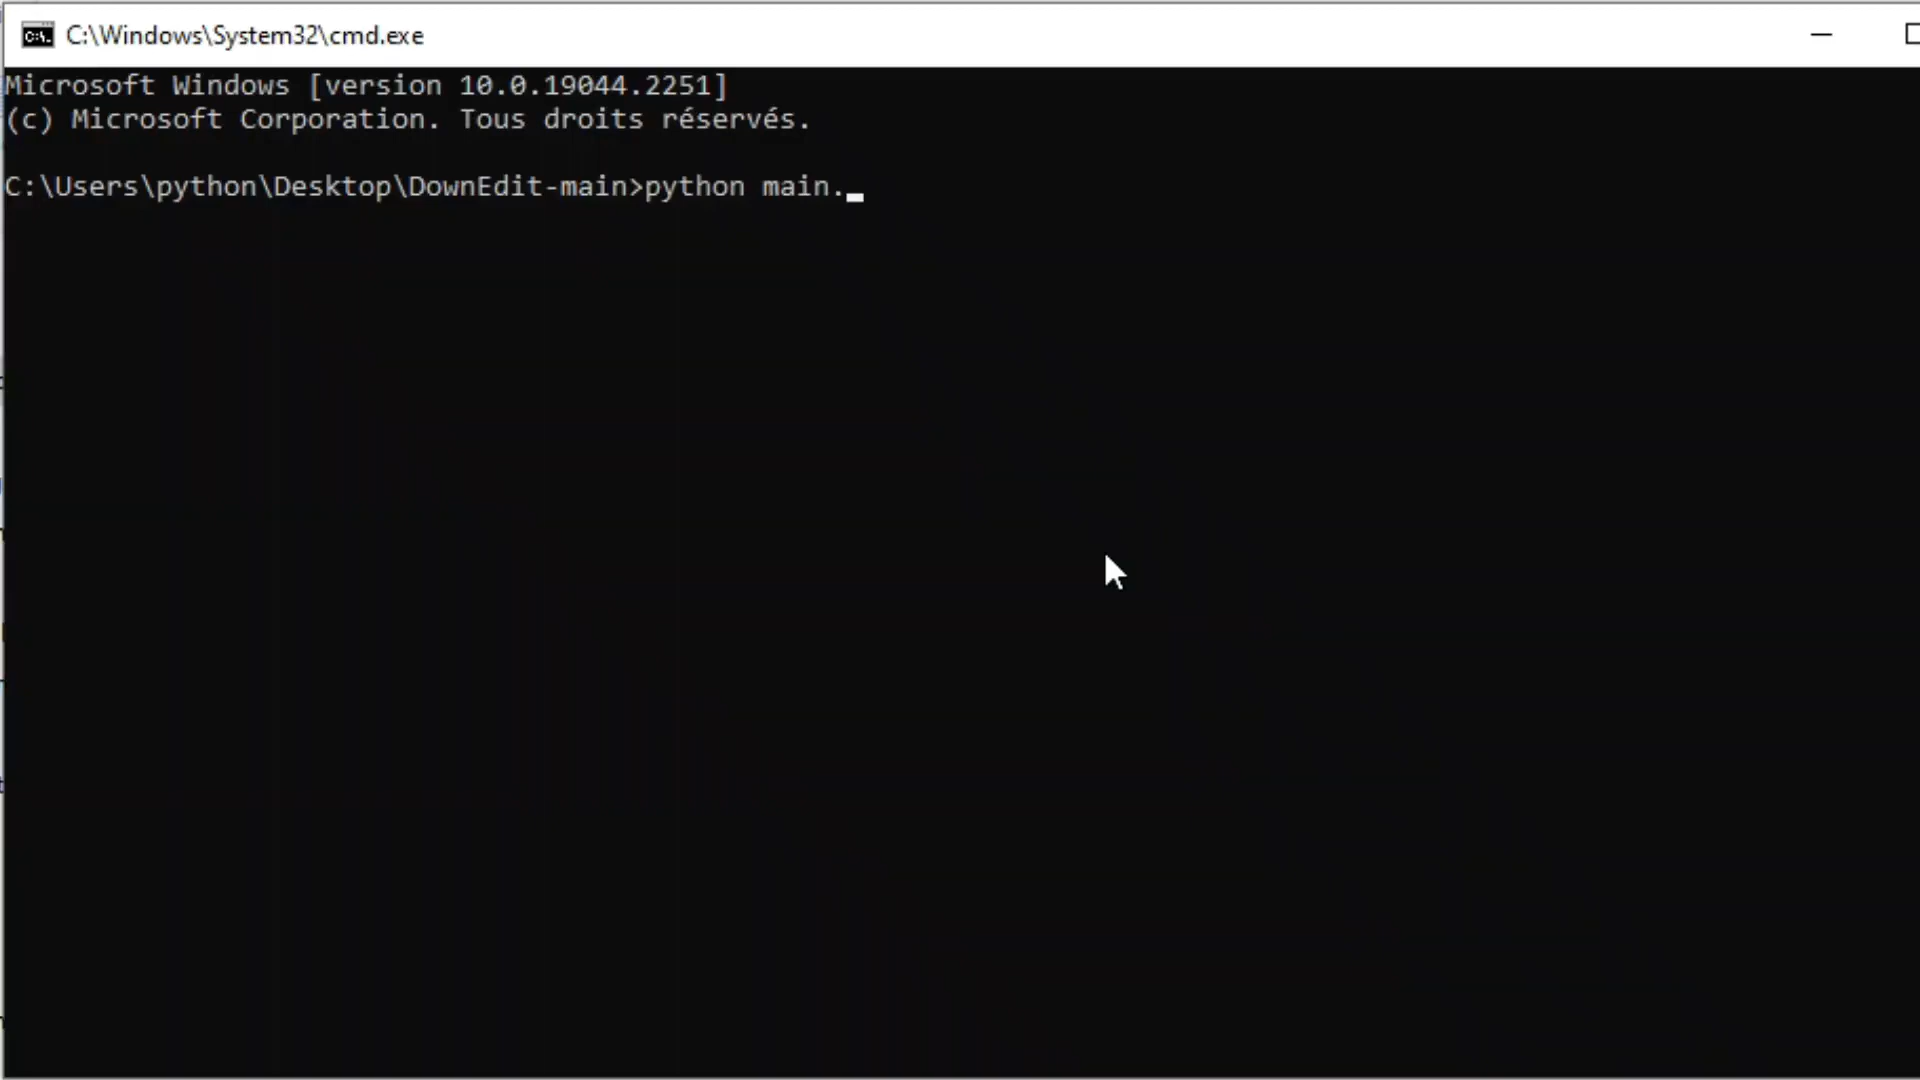 C:\Windows\System32\cmd.exe
Microsoft Windows [version 10.0.19044.2251]
(c) Microsoft Corporation. Tous droits réservés.
C:\Users\python\Desktop\DownEdit-main>python main.